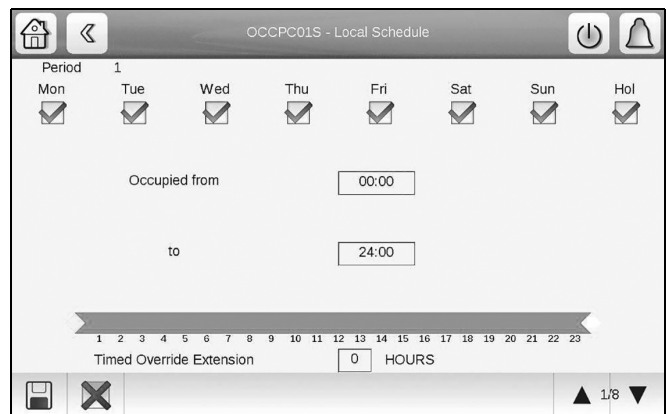 OCCPC01S - Local Schedule
Period 1
Mon Tue Wed Thu Fri Sat Sun Hol
Occupied from 00:00
to 24:00
1 2 3 4 5 6 7 8 9 10 11 12 13 14 15 16 17 18 19 20 21 22 23
Timed Override Extension 0 HOURS
1/8